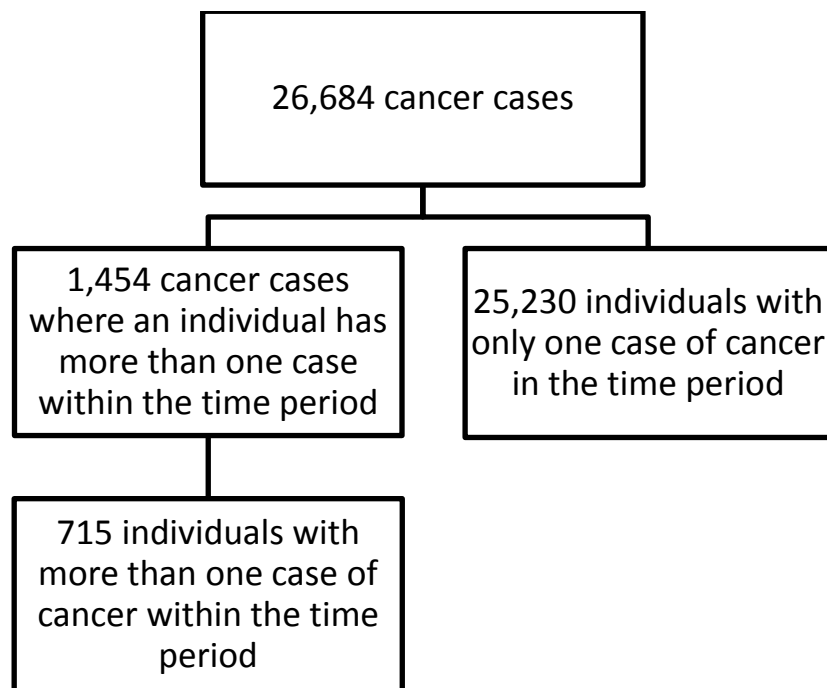 26,684 cancer cases
1,454 cancer cases
where an individual has
more than one case
within the time period
25,230 individuals with
only one case of cancer
in the time period
715 individuals with
more than one case of
cancer within the time
period